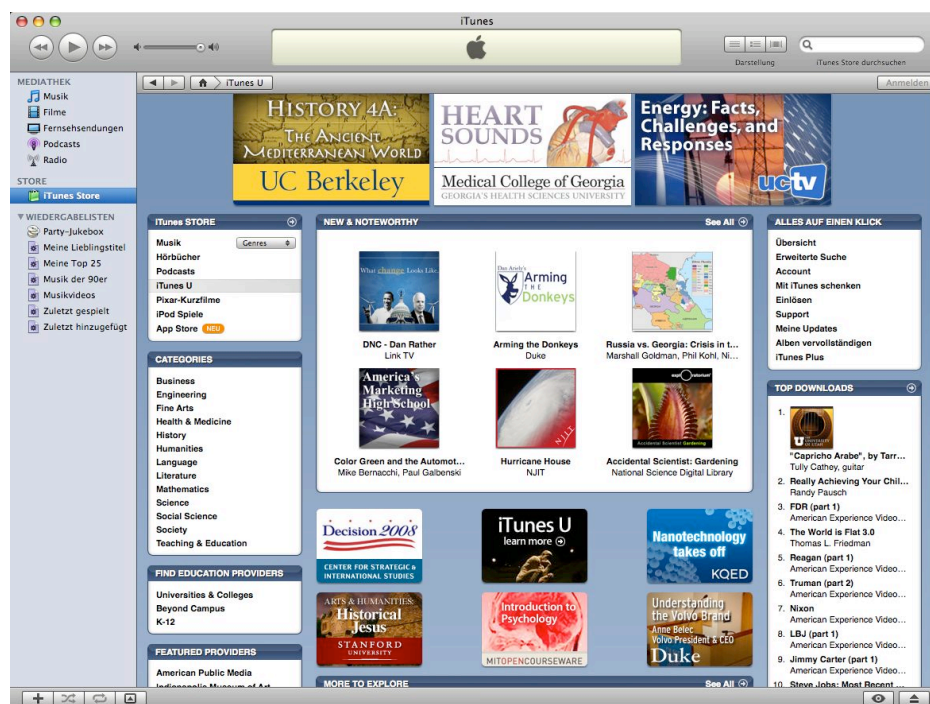 iTunes
Darstellung
iTunes Store durchsuchen
MEDIATHEK
Musik
Filme
Fernsehsendungen
Podcasts
Radio
STORE
iTunes Store
WIEDERGABELISTEN
Party-Jukebox
Meine Lieblingstitel
Meine Top 25
Musik der 90er
Musikvideos
Zuletzt gespielt
Zuletzt hinzugefügt
iTunes U
Anmelden
HISTORY 4A:
THE ANCIENT
MEDITERRANEAN WORLD
UC Berkeley
HEART
SOUNDS
Medical College of Georgia
GEORGIA'S HEALTH SCIENCES UNIVERSITY
Energy: Facts,
Challenges, and
Responses
uctv
iTunes STORE
Musik
Genres
Hörbücher
Podcasts
iTunes U
Pixar-Kurzfilme
iPod Spiele
App Store NEU
CATEGORIES
Business
Engineering
Fine Arts
Health & Medicine
History
Humanities
Language
Literature
Mathematics
Science
Social Science
Society
Teaching & Education
FIND EDUCATION PROVIDERS
Universities & Colleges
Beyond Campus
K-12
FEATURED PROVIDERS
American Public Media
Indianapolis Museum of Art
NEW & NOTEWORTHY
See All
What change Looks Like
DNC - Dan Rather
Link TV
Dan Ariely's
Arming
THE
Donkeys
Arming the Donkeys
Duke
Russia vs. Georgia: Crisis in t...
Marshall Goldman, Phil Kohl, Ni...
America's
Marketing
High School
Color Green and the Automot...
Mike Bernacchi, Paul Galbenski
NJIT
Hurricane House
NJIT
exploratorium
Accidental Scientist Gardening
Accidental Scientist: Gardening
National Science Digital Library
Decision 2008
CENTER FOR STRATEGIC &
INTERNATIONAL STUDIES
iTunes U
learn more
Nanotechnology
takes off
KQED
ARTS & HUMANITIES:
Historical
Jesus
STANFORD
UNIVERSITY
Introduction to
Psychology
MITOPENCOURSEWARE
Understanding
the Volvo Brand
Anne Belec
Volvo President & CEO
Duke
MORE TO EXPLORE
See All
ALLES AUF EINEN KLICK
Übersicht
Erweiterte Suche
Account
Mit iTunes schenken
Einlösen
Support
Meine Updates
Alben vervollständigen
iTunes Plus
TOP DOWNLOADS
1.
"Capricho Arabe", by Tarr...
Tully Cathey, guitar
2. Really Achieving Your Chil...
Randy Pausch
3. FDR (part 1)
American Experience Video...
4. The World is Flat 3.0
Thomas L. Friedman
5. Reagan (part 1)
American Experience Video...
6. Truman (part 2)
American Experience Video...
7. Nixon
American Experience Video...
8. LBJ (part 1)
American Experience Video...
9. Jimmy Carter (part 1)
American Experience Video...
10. Steve Jobs: Most Recent ...